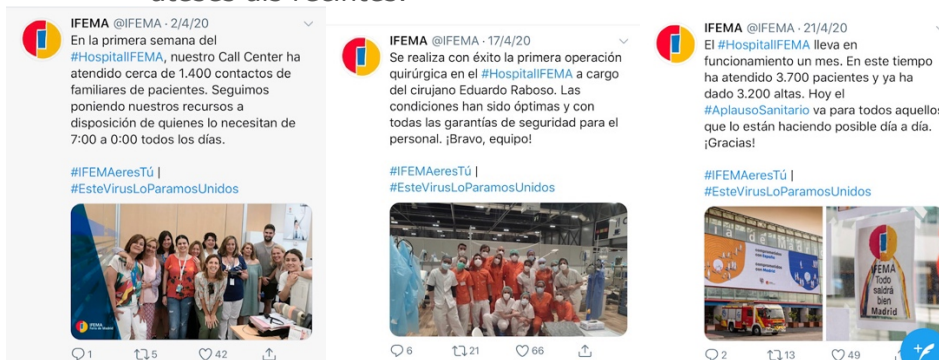 IFEMA @IFEMA · 2/4/20
En la primera semana del
#HospitalIFEMA, nuestro Call Center ha
atendido cerca de 1.400 contactos de
familiares de pacientes. Seguimos
poniendo nuestros recursos a
disposición de quienes lo necesitan de
7:00 a 0:00 todos los días.
#IFEMAeresTú |
#EsteVirusLoParamosUnidos
IFEMA
1 5 42
IFEMA @IFEMA · 17/4/20
Se realiza con éxito la primera operación
quirúrgica en el #HospitalIFEMA a cargo
del cirujano Eduardo Raboso. Las
condiciones han sido óptimas y con
todas las garantías de seguridad para el
personal. ¡Bravo, equipo!
#IFEMAeresTú |
#EsteVirusLoParamosUnidos
6 21 66
IFEMA @IFEMA · 21/4/20
El #HospitalIFEMA lleva en
funcionamiento un mes. En este tiempo
ha atendido 3.700 pacientes y ya ha
dado 3.200 altas. Hoy el
#AplausoSanitario va para todos aquellos
que lo están haciendo posible día a día.
¡Gracias!
#IFEMAeresTú |
#EsteVirusLoParamosUnidos
IFEMA
Todo
saldrá
bien
Madrid
2 13 49